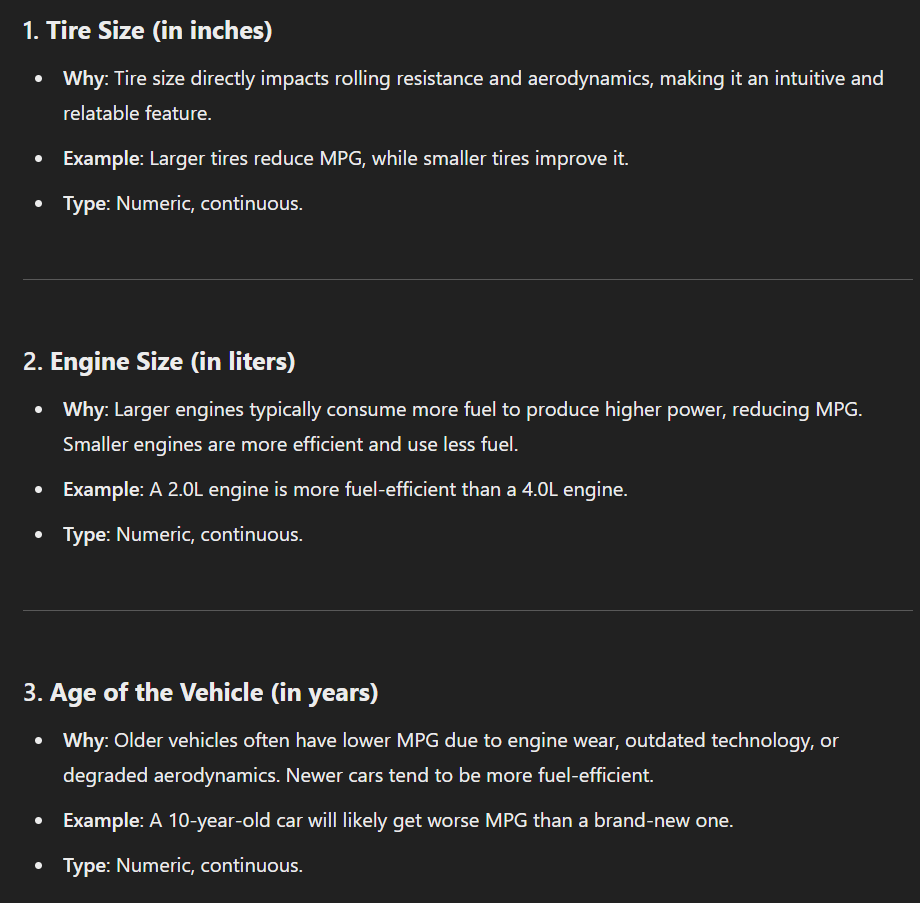 1. Tire Size (in inches)
• Why: Tire size directly impacts rolling resistance and aerodynamics, making it an intuitive and
relatable feature.
• Example: Larger tires reduce MPG, while smaller tires improve it.
• Type: Numeric, continuous.
2. Engine Size (in liters)
• Why: Larger engines typically consume more fuel to produce higher power, reducing MPG.
Smaller engines are more efficient and use less fuel.
• Example: A 2.0L engine is more fuel-efficient than a 4.0L engine.
• Type: Numeric, continuous.
3. Age of the Vehicle (in years)
• Why: Older vehicles often have lower MPG due to engine wear, outdated technology, or
degraded aerodynamics. Newer cars tend to be more fuel-efficient.
• Example: A 10-year-old car will likely get worse MPG than a brand-new one.
• Type: Numeric, continuous.